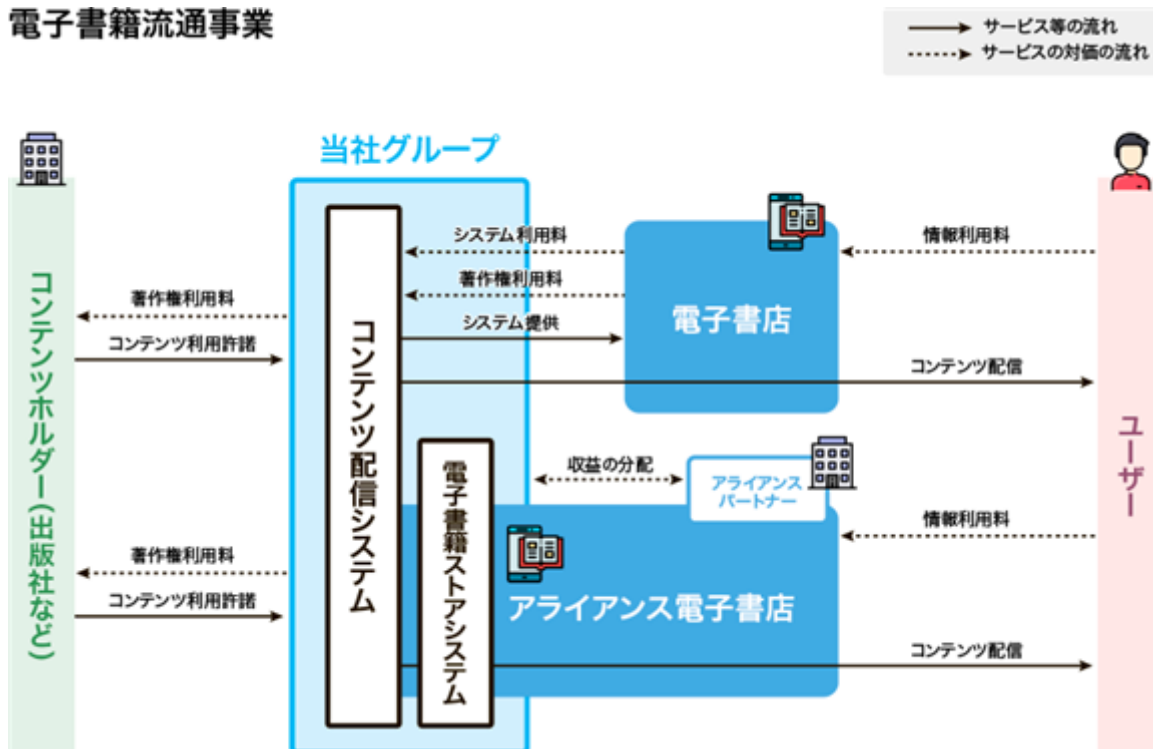 電子書籍流通事業
サービス等の流れ
サービスの対価の流れ
当社グループ
コンテンツホルダー(出版社など)
著作権利用料
コンテンツ利用許諾
著作権利用料
コンテンツ利用許諾
コンテンツ配信システム
電子書籍ストアシステム
システム利用料
著作権利用料
システム提供
電子書店
情報利用料
コンテンツ配信
収益の分配
アライアンス
パートナー
アライアンス電子書店
情報利用料
コンテンツ配信
ユーザー